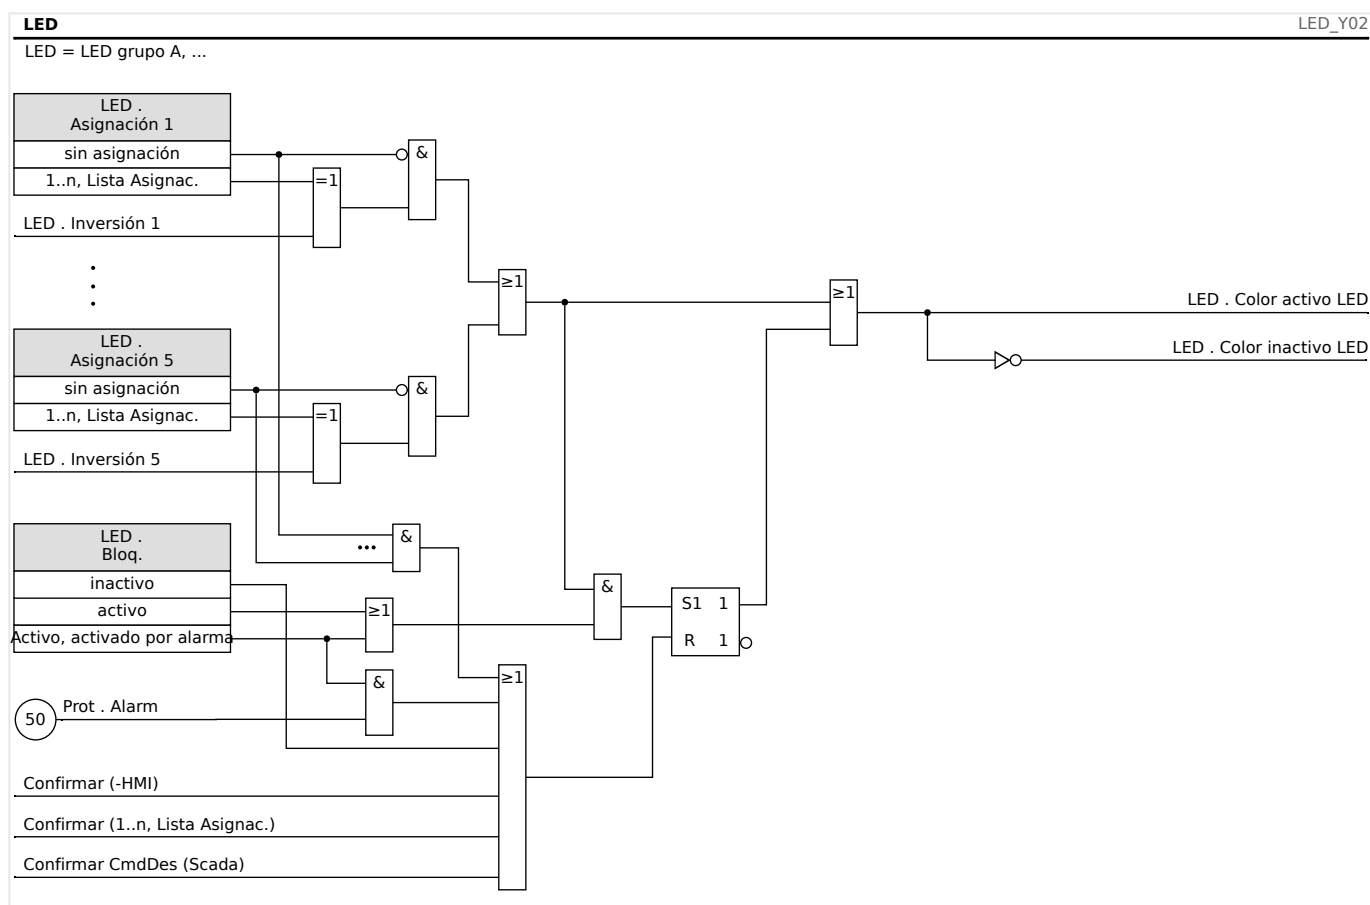 LED
LED_Y02
LED = LED grupo A, ...
LED .
Asignación 1
sin asignación
1..n, Lista Asignac.
LED . Inversión 1
=1
&
≥1
≥1
LED . Color activo LED
LED . Color inactivo LED
LED .
Asignación 5
sin asignación
1..n, Lista Asignac.
LED . Inversión 5
=1
&
LED .
Bloq.
inactivo
activo
Activo, activado por alarma
&
...
≥1
&
&
S1 1
R 1
≥1
50
Prot . Alarm
Confirmar (-HMI)
Confirmar (1..n, Lista Asignac.)
Confirmar CmdDes (Scada)